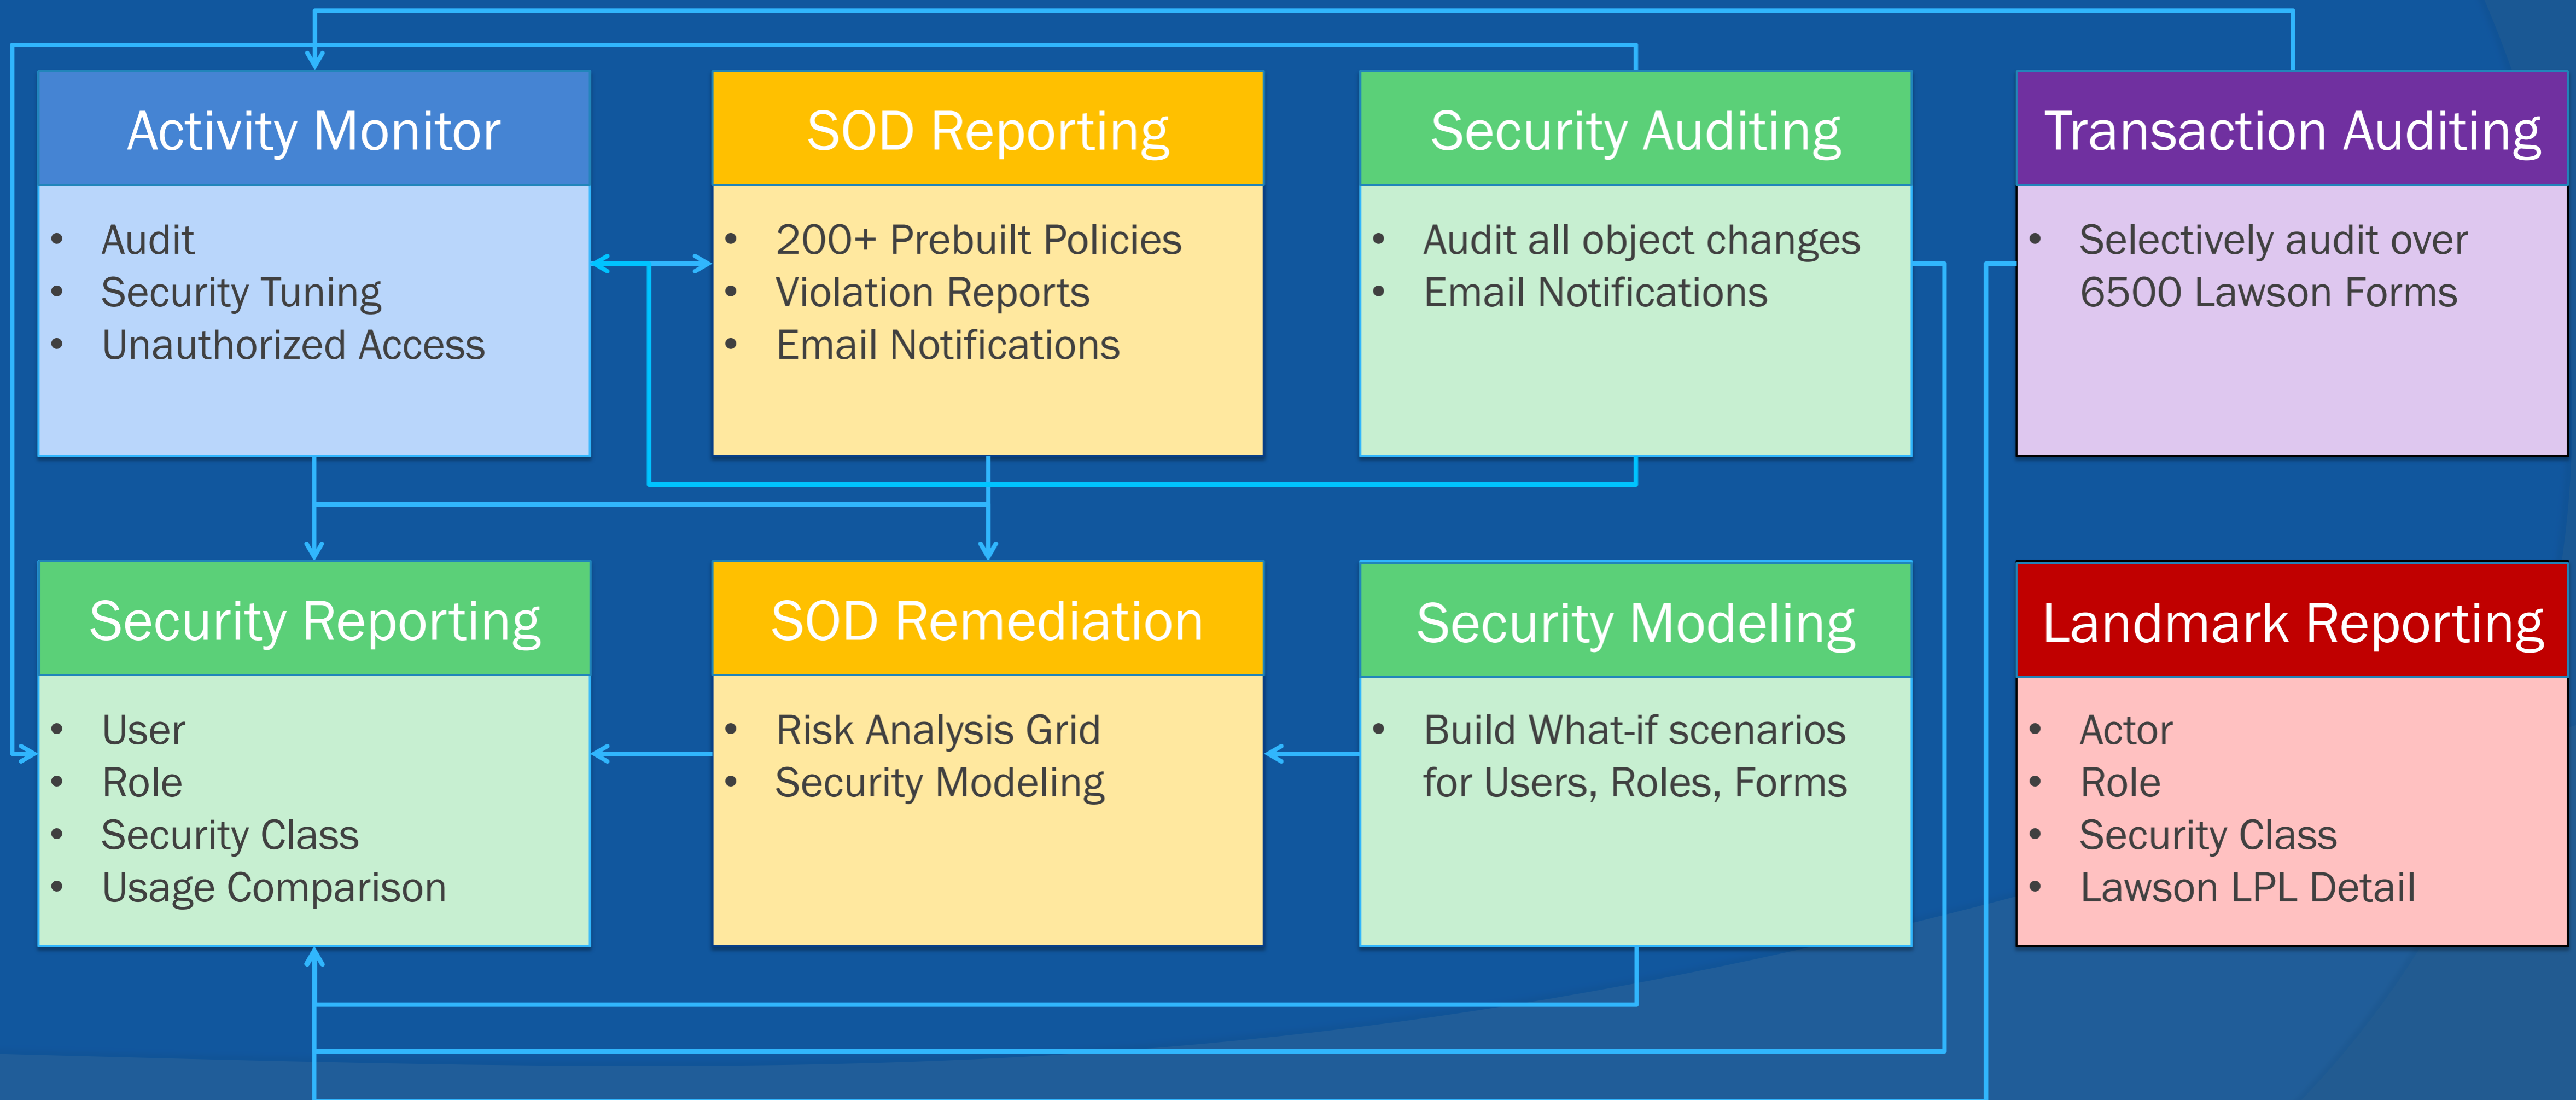 Activity Monitor
• Audit
• Security Tuning
• Unauthorized Access
SOD Reporting
• 200+ Prebuilt Policies
• Violation Reports
• Email Notifications
Security Auditing
• Audit all object changes
• Email Notifications
Transaction Auditing
• Selectively audit over
6500 Lawson Forms
Security Reporting
• User
• Role
• Security Class
• Usage Comparison
SOD Remediation
• Risk Analysis Grid
• Security Modeling
Security Modeling
• Build What-if scenarios
for Users, Roles, Forms
Landmark Reporting
• Actor
• Role
• Security Class
• Lawson LPL Detail